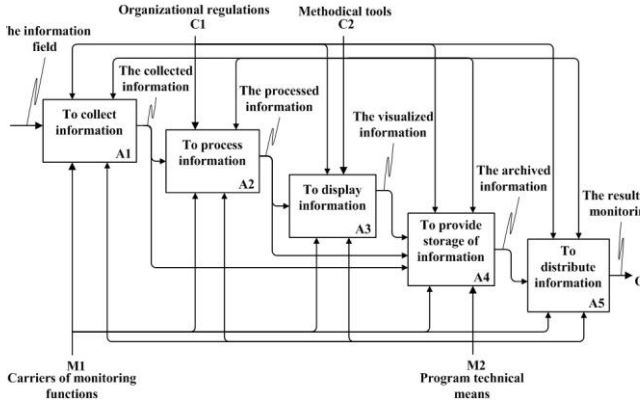 Organizational regulations
C1
Methodical tools
C2
The information
field
The collected
information
The processed
information
The visualized
information
The archived
information
The result
monitorin
To collect
information
A1
To process
information
A2
To display
information
A3
To provide
storage of
information
A4
To
distribute
information
A5
M1
Carriers of monitoring
functions
M2
Program technical
means